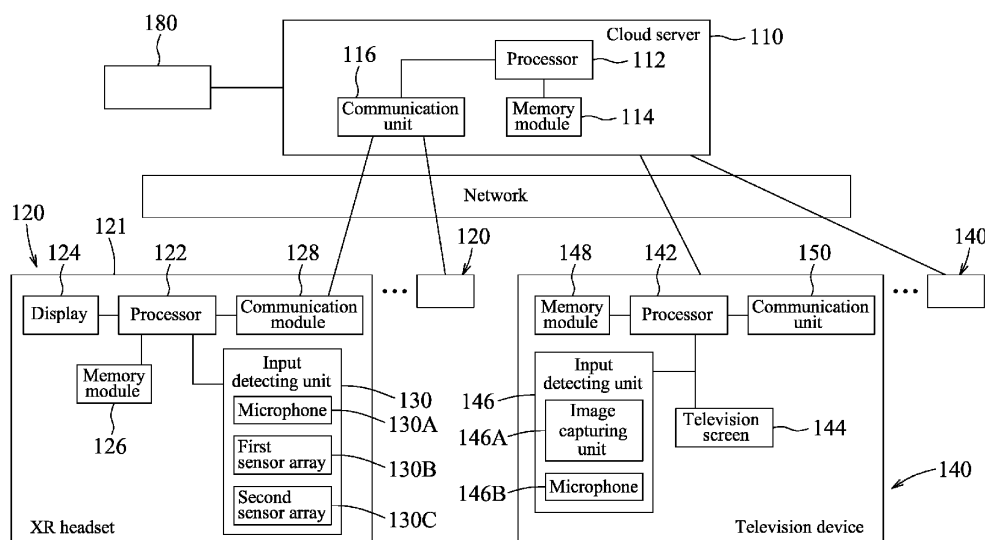 180
Cloud server
110
116
Processor
112
Communication
unit
Memory
module
114
Network
120
121
124
122
128
120
148
142
150
140
Display
Processor
Communication
module
•••
Memory
module
Processor
Communication
unit
•••
Memory
module
126
Input
detecting unit
130
Microphone
130A
First
sensor array
130B
Second
sensor array
130C
XR headset
Input
detecting unit
146
Image
capturing
unit
146A
Microphone
146B
Television
screen
144
140
Television device